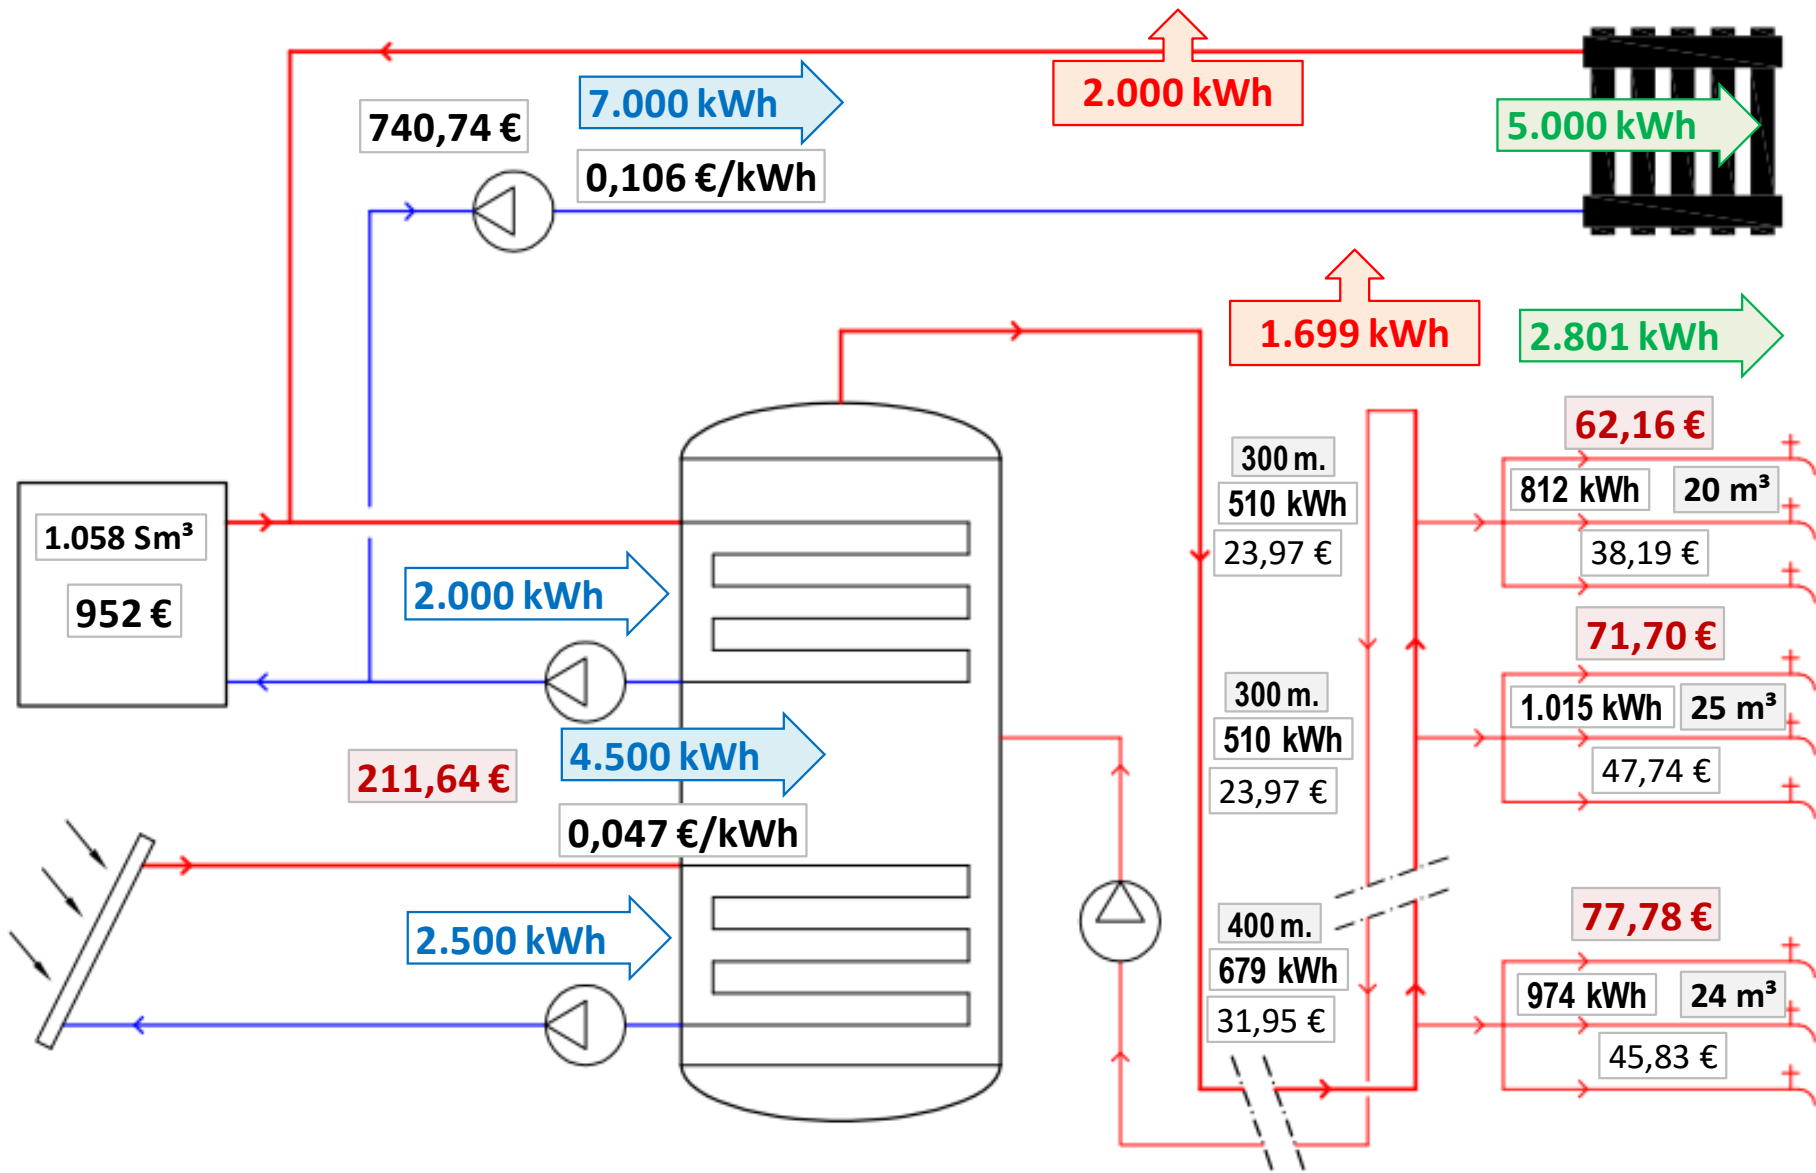 2.000 kWh
7.000 kWh
740,74 €
5.000 kWh
0,106 €/kWh
1.699 kWh
2.801 kWh
62,16 €
300 m.
510 kWh
812 kWh
20 m³
23,97 €
38,19 €
1.058 Sm³
952 €
2.000 kWh
71,70 €
300 m.
1.015 kWh
25 m³
510 kWh
23,97 €
47,74 €
4.500 kWh
211,64 €
0,047 €/kWh
77,78 €
400 m.
2.500 kWh
679 kWh
974 kWh
24 m³
31,95 €
45,83 €